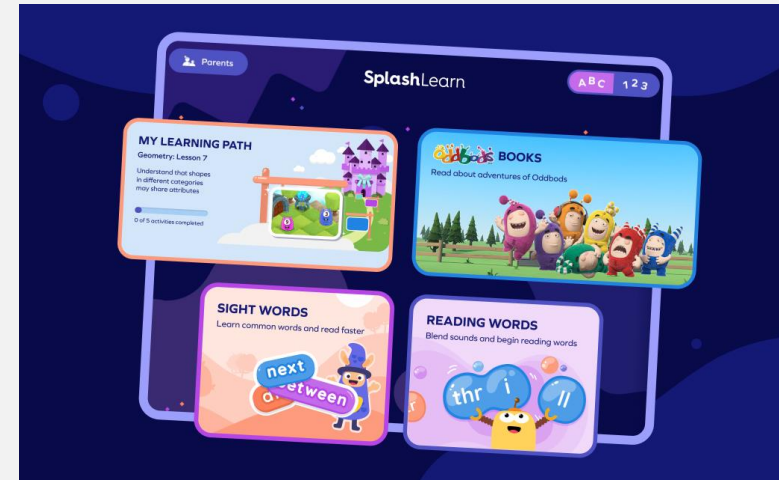 Parents
SplashLearn
ABC 123
MY LEARNING PATH
Geometry: Lesson 7
Understand that shapes
in different categories
may share attributes
0 of 5 activities completed
Oddbods BOOKS
Read about adventures of Oddbods
SIGHT WORDS
Learn common words and read faster
next
between
READING WORDS
Blend sounds and begin reading words
thr i ll